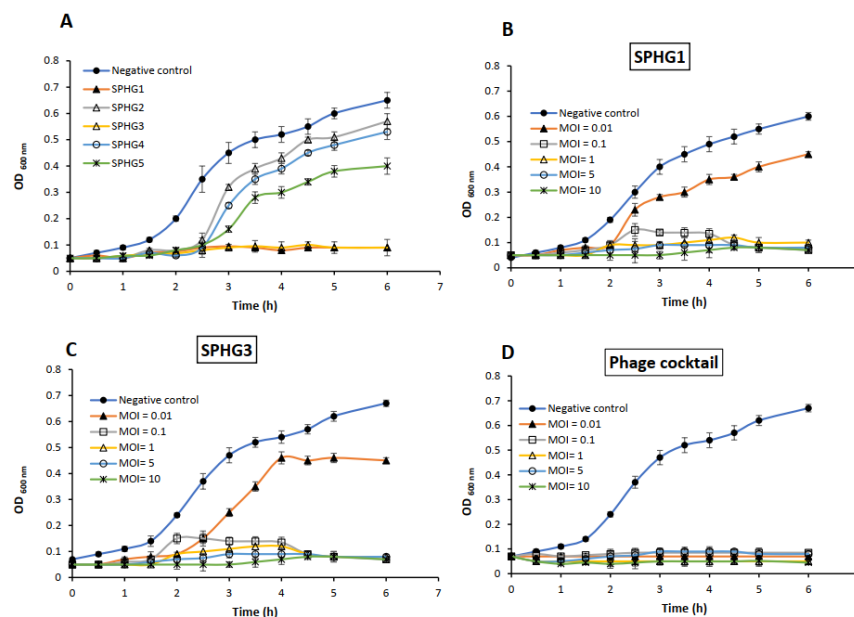 A
Negative control
SPHG1
SPHG2
SPHG3
SPHG4
SPHG5
OD 600 nm
0.8
0.7
0.6
0.5
0.4
0.3
0.2
0.1
0
0 1 2 3 4 5 6 7
Time (h)
B
SPHG1
Negative control
MOI = 0.01
MOI = 0.1
MOI= 1
MOI= 5
MOI= 10
OD 600 nm
0.8
0.7
0.6
0.5
0.4
0.3
0.2
0.1
0
0 1 2 3 4 5 6
Time (h)
C
SPHG3
Negative control
MOI = 0.01
MOI = 0.1
MOI= 1
MOI= 5
MOI= 10
OD 600 nm
0.8
0.7
0.6
0.5
0.4
0.3
0.2
0.1
0
0 1 2 3 4 5 6 7
Time (h)
D
Phage cocktail
Negative control
MOI = 0.01
MOI = 0.1
MOI= 1
MOI= 5
MOI= 10
OD 600 nm
0.8
0.7
0.6
0.5
0.4
0.3
0.2
0.1
0
0 1 2 3 4 5 6
Time (h)